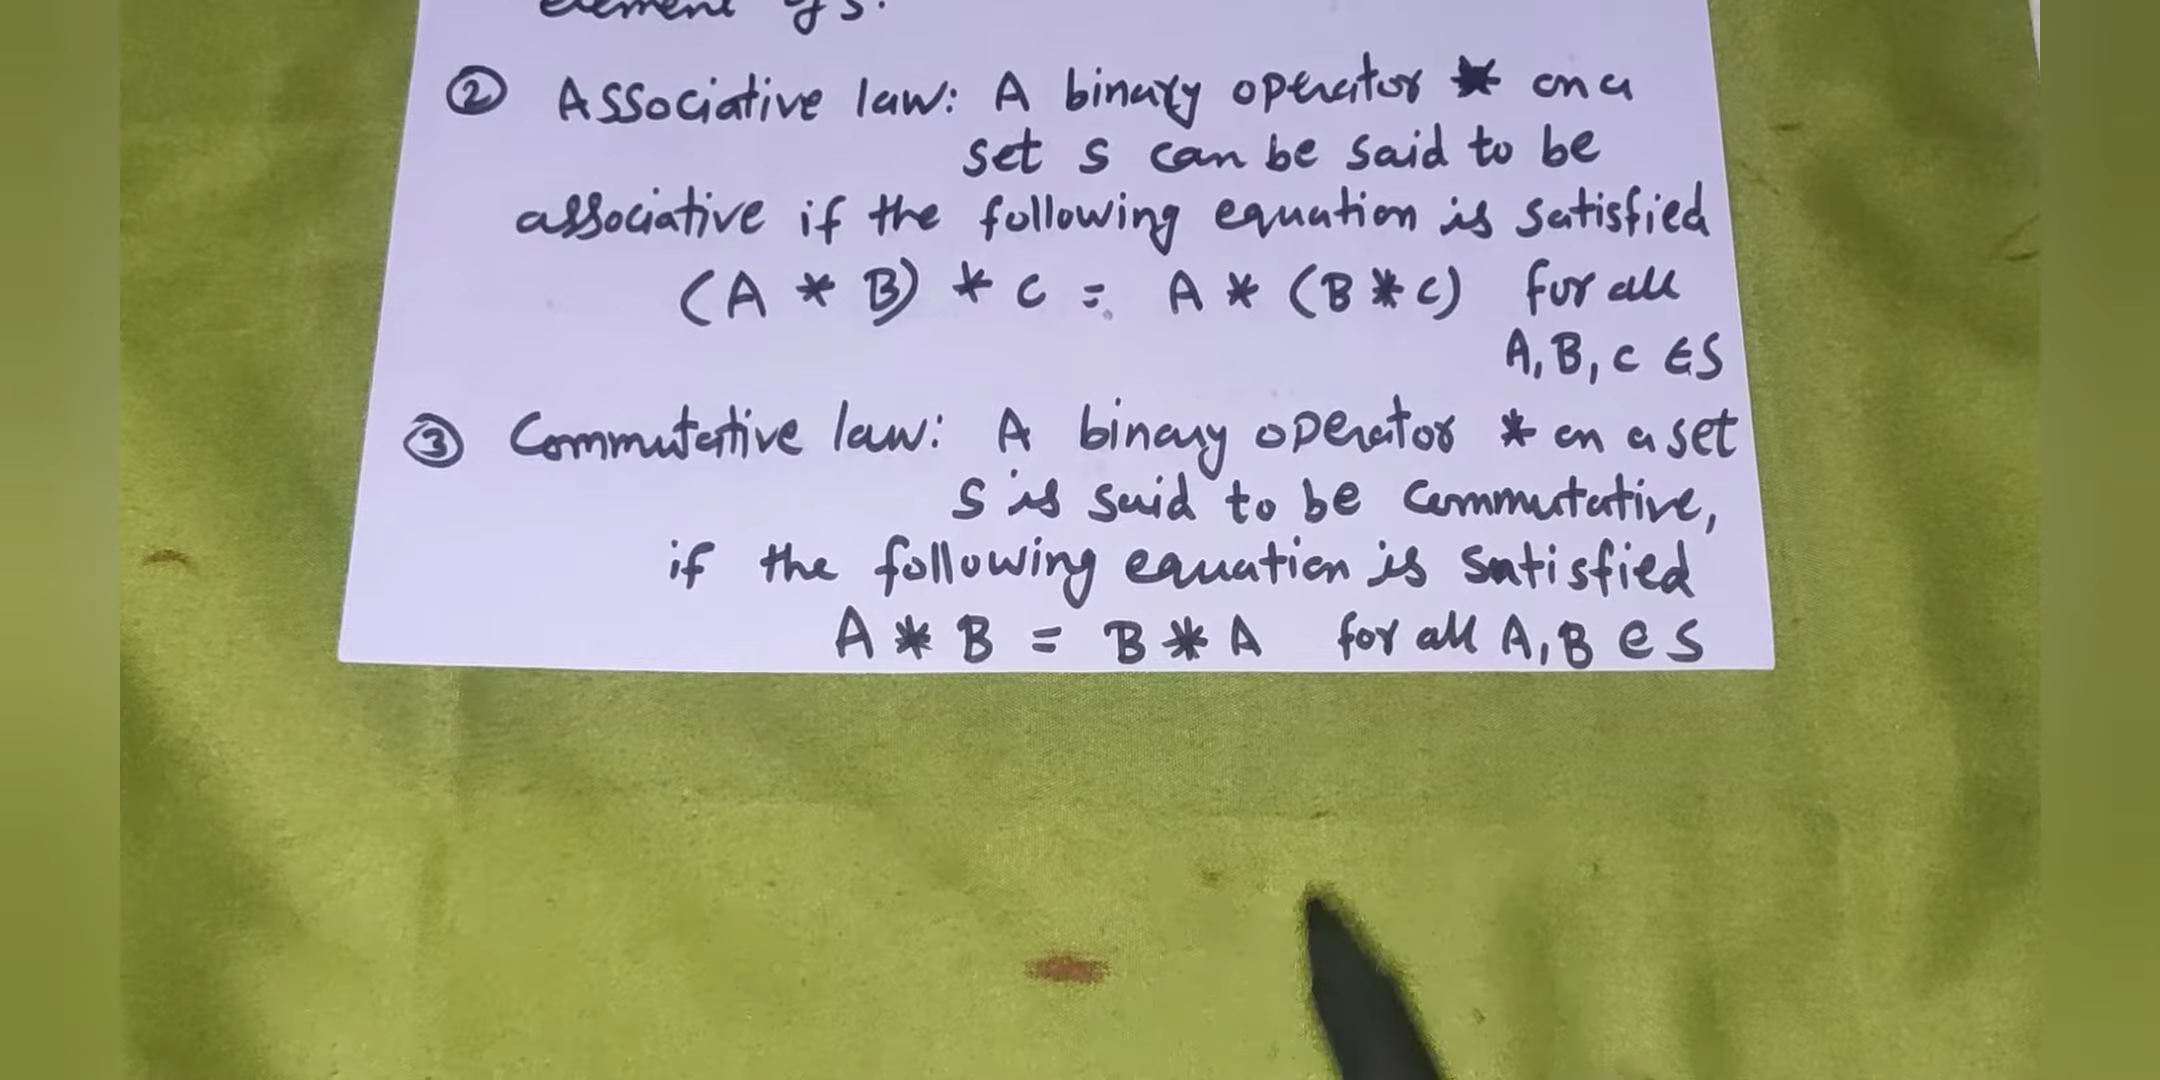 element of S.
② Associative law: A binary operator * on a
set S can be said to be
associative if the following equation is satisfied
(A * B) * C = A * (B * C) for all
A, B, C ∈ S
③ Commutative law: A binary operator * on a set
S is said to be commutative,
if the following equation is satisfied
A * B = B * A for all A, B ∈ S